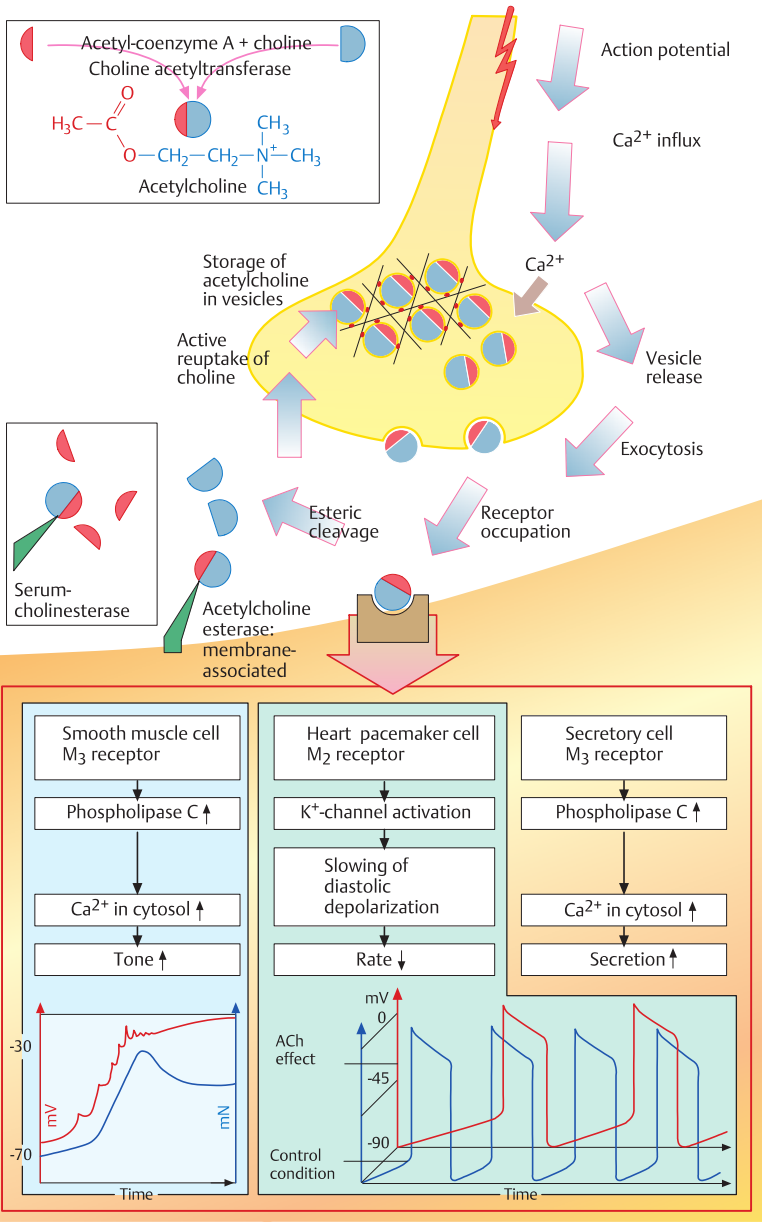 Acetyl-coenzyme A + choline
Choline acetyltransferase
O
H₃C — C
O—CH₂—CH₂—N⁺—CH₃
CH₃
CH₃
Acetylcholine
Action potential
Ca²⁺ influx
Ca²⁺
Storage of
acetylcholine
in vesicles
Active
reuptake of
choline
Vesicle
release
Exocytosis
Receptor
occupation
Esteric
cleavage
Serum-
cholinesterase
Acetylcholine
esterase:
membrane-
associated
Smooth muscle cell
M₃ receptor
Phospholipase C
Ca²⁺ in cytosol
Tone
-30
-70
mV
mN
Time
Heart pacemaker cell
M₂ receptor
K⁺-channel activation
Slowing of
diastolic
depolarization
Rate
Secretory cell
M₃ receptor
Phospholipase C
Ca²⁺ in cytosol
Secretion
mV
0
ACh
effect
-45
-90
Control
condition
Time